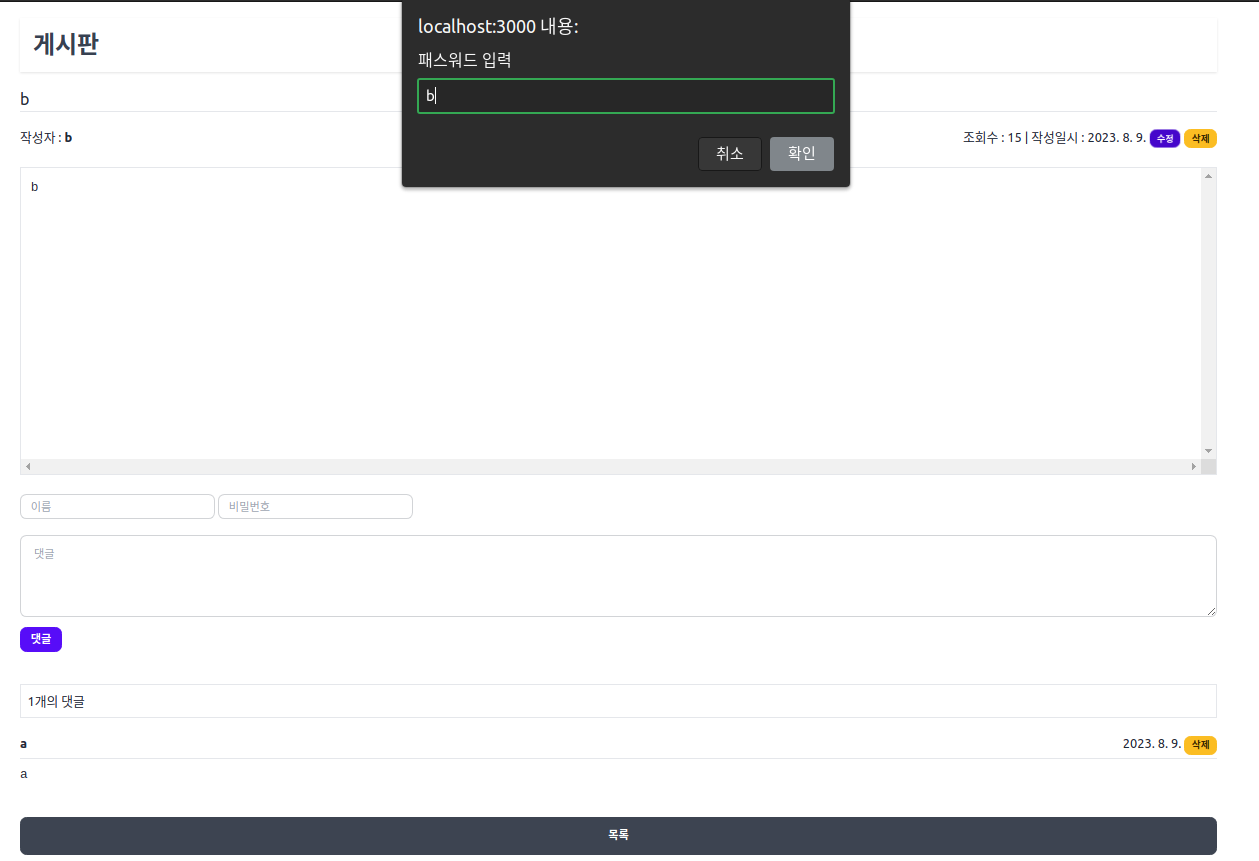 localhost:3000 내용:
패스워드 입력
b
취소 확인
게시판
b
작성자 : b 조회수 : 15 | 작성일시 : 2023. 8. 9. 수정 삭제
b
이름 비밀번호
댓글
댓글
1개의 댓글
a 2023. 8. 9. 삭제
a
목록